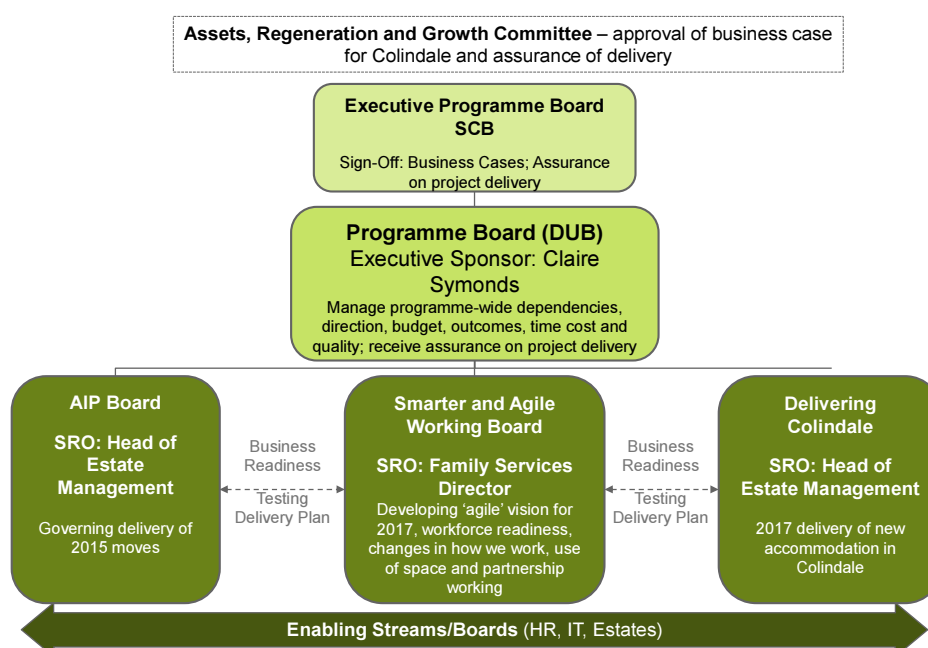 Assets, Regeneration and Growth Committee – approval of business case
for Colindale and assurance of delivery
Executive Programme Board
SCB
Sign-Off: Business Cases; Assurance
on project delivery
Programme Board (DUB)
Executive Sponsor: Claire
Symonds
Manage programme-wide dependencies,
direction, budget, outcomes, time cost and
quality; receive assurance on project delivery
AIP Board
SRO: Head of
Estate
Management
Governing delivery of
2015 moves
Business
Readiness
Testing
Delivery Plan
Smarter and Agile
Working Board
SRO: Family Services
Director
Developing ‘agile’ vision for
2017, workforce readiness,
changes in how we work, use
of space and partnership
working
Business
Readiness
Testing
Delivery Plan
Delivering
Colindale
SRO: Head of
Estate Management
2017 delivery of new
accommodation in
Colindale
Enabling Streams/Boards (HR, IT, Estates)